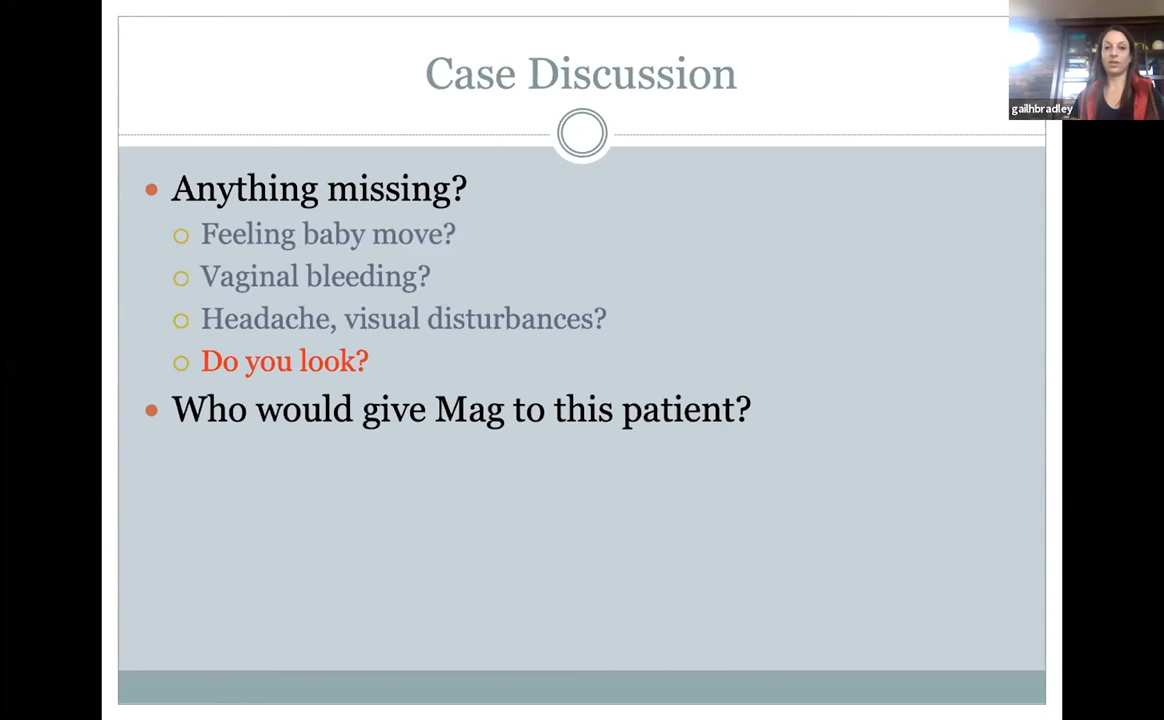 Case Discussion
gailhbradley
Anything missing?
Feeling baby move?
Vaginal bleeding?
Headache, visual disturbances?
Do you look?
Who would give Mag to this patient?